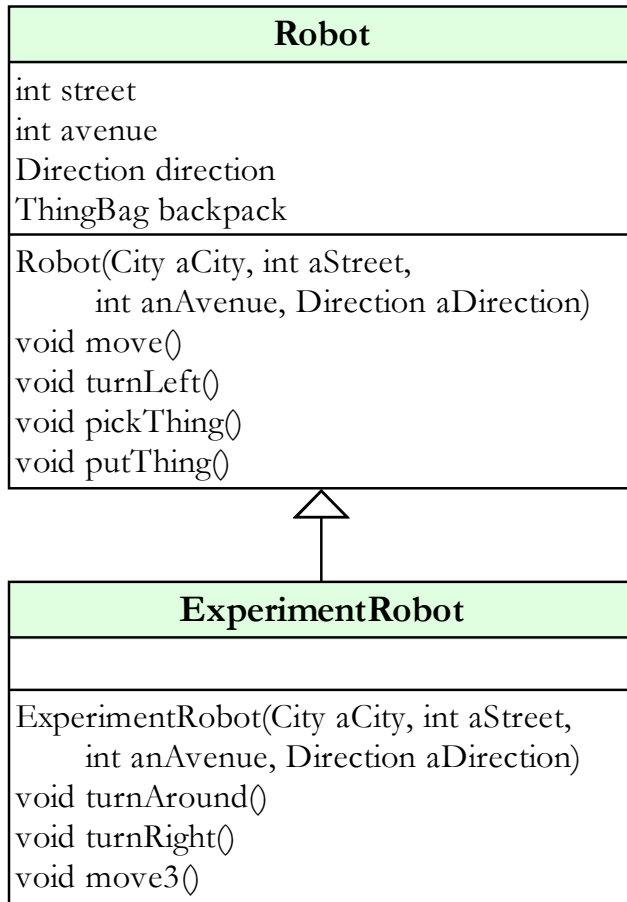 Robot
int street
int avenue
Direction direction
ThingBag backpack
Robot(City aCity, int aStreet,
int anAvenue, Direction aDirection)
void move()
void turnLeft()
void pickThing()
void putThing()
ExperimentRobot
ExperimentRobot(City aCity, int aStreet,
int anAvenue, Direction aDirection)
void turnAround()
void turnRight()
void move3()